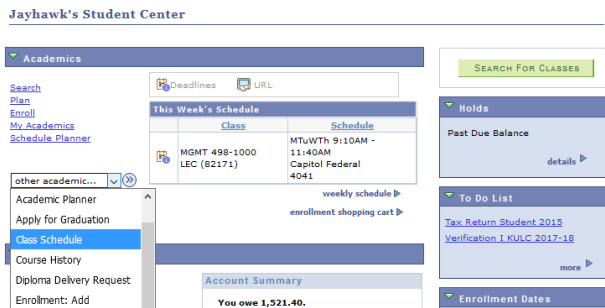 Jayhawk's Student Center
Academics
Search
Plan
Enroll
My Academics
Schedule Planner
other academic...
Academic Planner
Apply for Graduation
Class Schedule
Course History
Diploma Delivery Request
Enrollment: Add
Deadlines URL
This Week's Schedule
Class Schedule
MGMT 498-1000
LEC (82171)
MTuWTh 9:10AM -
11:40AM
Capitol Federal
4041
weekly schedule
enrollment shopping cart
Account Summary
You owe 1,521.40.
SEARCH FOR CLASSES
Holds
Past Due Balance
details
To Do List
Tax Return Student 2015
Verification I KULC 2017-18
more
Enrollment Dates